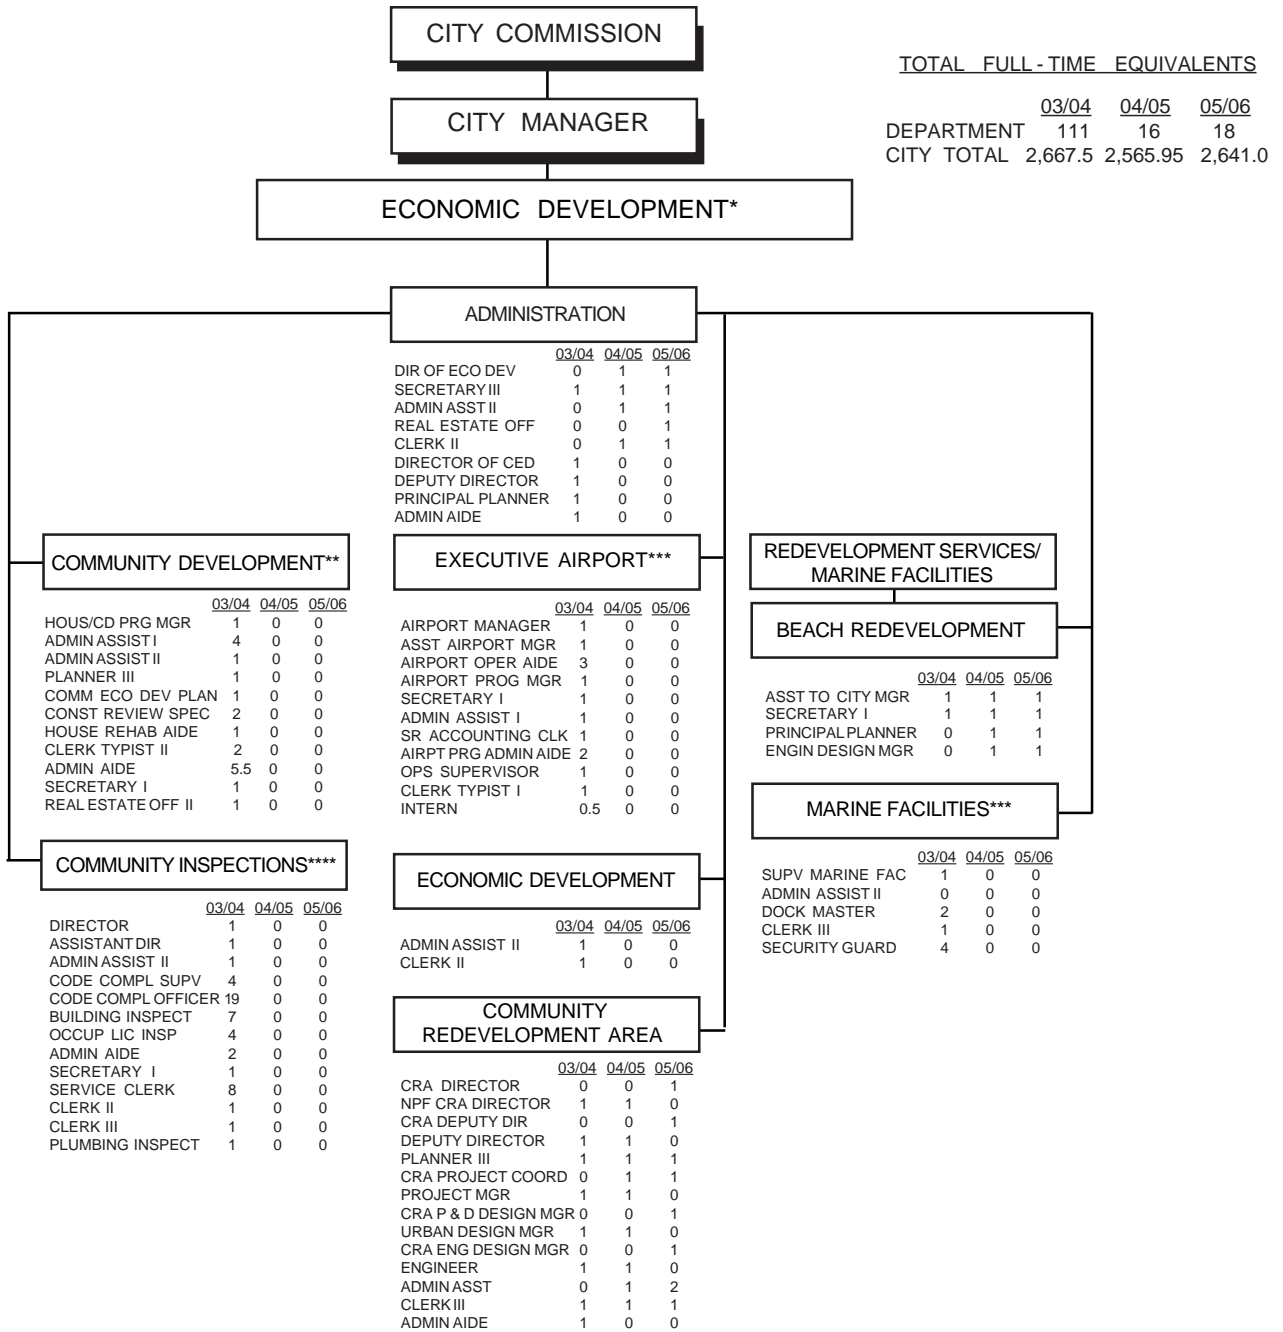 CITY COMMISSION
CITY MANAGER
ECONOMIC DEVELOPMENT*
TOTAL FULL - TIME EQUIVALENTS
03/04 04/05 05/06
DEPARTMENT 111 16 18
CITY TOTAL 2,667.5 2,565.95 2,641.0
ADMINISTRATION
03/04 04/05 05/06
DIR OF ECO DEV 0 1 1
SECRETARY III 1 1 1
ADMIN ASST II 0 1 1
REAL ESTATE OFF 0 0 1
CLERK II 0 1 1
DIRECTOR OF CED 1 0 0
DEPUTY DIRECTOR 1 0 0
PRINCIPAL PLANNER 1 0 0
ADMIN AIDE 1 0 0
COMMUNITY DEVELOPMENT**
03/04 04/05 05/06
HOUS/CD PRG MGR 1 0 0
ADMIN ASSIST I 4 0 0
ADMIN ASSIST II 1 0 0
PLANNER III 1 0 0
COMM ECO DEV PLAN 1 0 0
CONST REVIEW SPEC 2 0 0
HOUSE REHAB AIDE 1 0 0
CLERK TYPIST II 2 0 0
ADMIN AIDE 5.5 0 0
SECRETARY I 1 0 0
REAL ESTATE OFF II 1 0 0
COMMUNITY INSPECTIONS****
03/04 04/05 05/06
DIRECTOR 1 0 0
ASSISTANT DIR 1 0 0
ADMIN ASSIST II 1 0 0
CODE COMPL SUPV 4 0 0
CODE COMPL OFFICER 19 0 0
BUILDING INSPECT 7 0 0
OCCUP LIC INSP 4 0 0
ADMIN AIDE 2 0 0
SECRETARY I 1 0 0
SERVICE CLERK 8 0 0
CLERK II 1 0 0
CLERK III 1 0 0
PLUMBING INSPECT 1 0 0
EXECUTIVE AIRPORT***
03/04 04/05 05/06
AIRPORT MANAGER 1 0 0
ASST AIRPORT MGR 1 0 0
AIRPORT OPER AIDE 3 0 0
AIRPORT PROG MGR 1 0 0
SECRETARY I 1 0 0
ADMIN ASSIST I 1 0 0
SR ACCOUNTING CLK 1 0 0
AIRPT PRG ADMIN AIDE 2 0 0
OPS SUPERVISOR 1 0 0
CLERK TYPIST I 1 0 0
INTERN 0.5 0 0
ECONOMIC DEVELOPMENT
03/04 04/05 05/06
ADMIN ASSIST II 1 0 0
CLERK II 1 0 0
COMMUNITY
REDEVELOPMENT AREA
03/04 04/05 05/06
CRA DIRECTOR 0 0 1
NPF CRA DIRECTOR 1 1 0
CRA DEPUTY DIR 0 0 1
DEPUTY DIRECTOR 1 1 0
PLANNER III 1 1 1
CRA PROJECT COORD 0 1 1
PROJECT MGR 1 1 0
CRA P & D DESIGN MGR 0 0 1
URBAN DESIGN MGR 1 1 0
CRA ENG DESIGN MGR 0 0 1
ENGINEER 1 1 0
ADMIN ASST 0 1 2
CLERK III 1 1 1
ADMIN AIDE 1 0 0
REDEVELOPMENT SERVICES/
MARINE FACILITIES
BEACH REDEVELOPMENT
03/04 04/05 05/06
ASST TO CITY MGR 1 1 1
SECRETARY I 1 1 1
PRINCIPAL PLANNER 0 1 1
ENGIN DESIGN MGR 0 1 1
MARINE FACILITIES***
03/04 04/05 05/06
SUPV MARINE FAC 1 0 0
ADMIN ASSIST II 0 0 0
DOCK MASTER 2 0 0
CLERK III 1 0 0
SECURITY GUARD 4 0 0